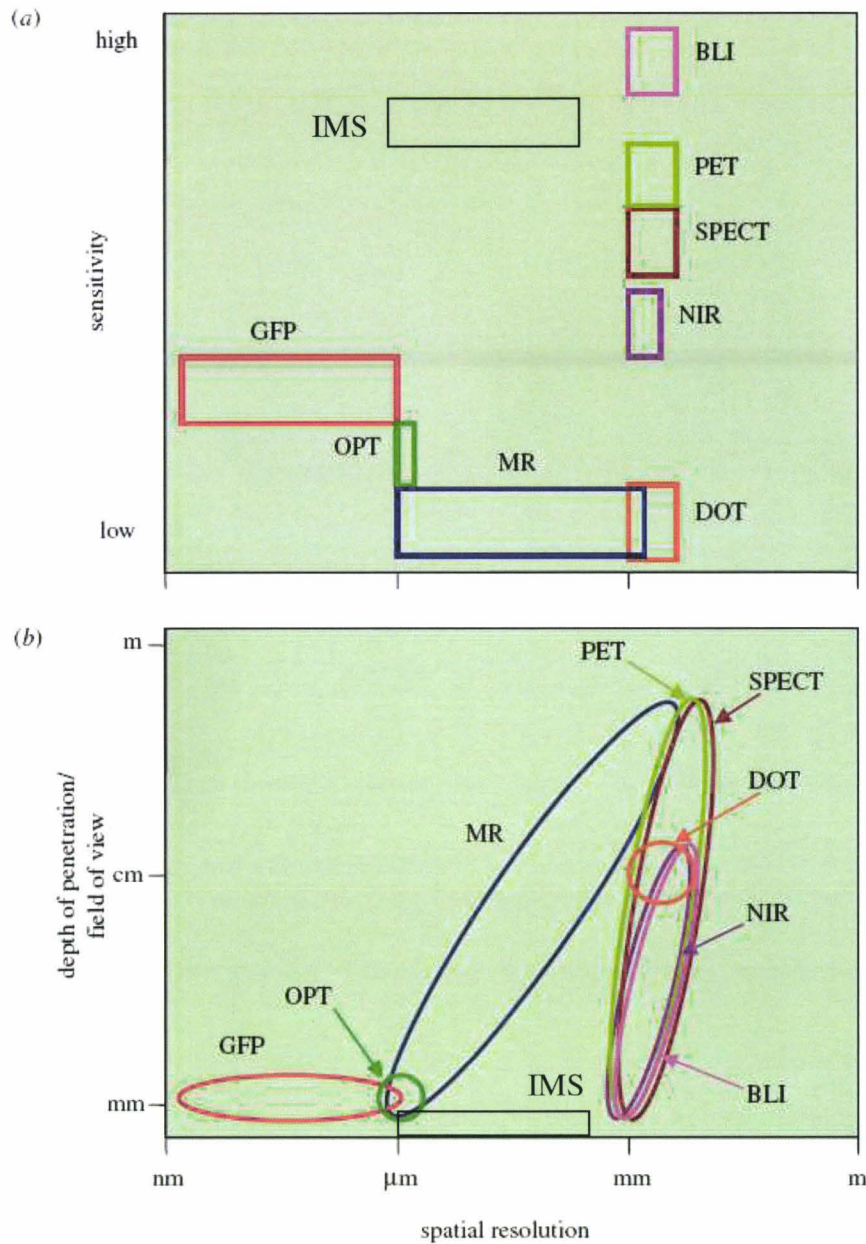 (a)
high
BLI
IMS
PET
SPECT
sensitivity
NIR
GFP
OPT
MR
DOT
low
(b)
m
PET
SPECT
DOT
MR
depth of penetration/
field of view
cm
NIR
OPT
GFP
IMS
BLI
mm
nm
μm
mm
m
spatial resolution